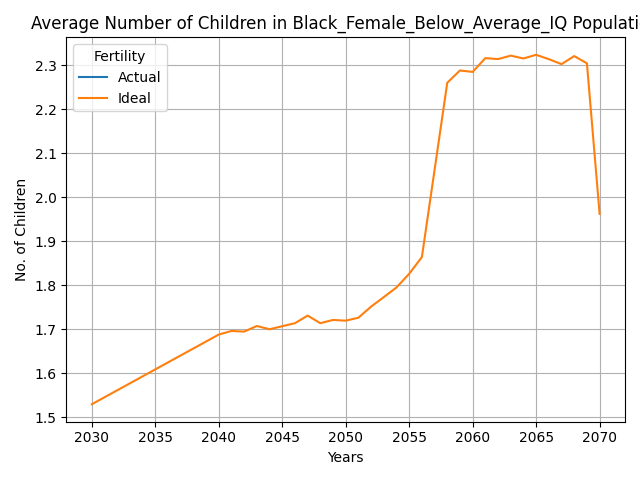 Average Number of Children in Black_Female_Below_Average_IQ Populati
Fertility
Actual
Ideal
2.3
2.2
2.1
2.0
1.9
1.8
1.7
1.6
1.5
No. of Children
2030 2035 2040 2045 2050 2055 2060 2065 2070
Years